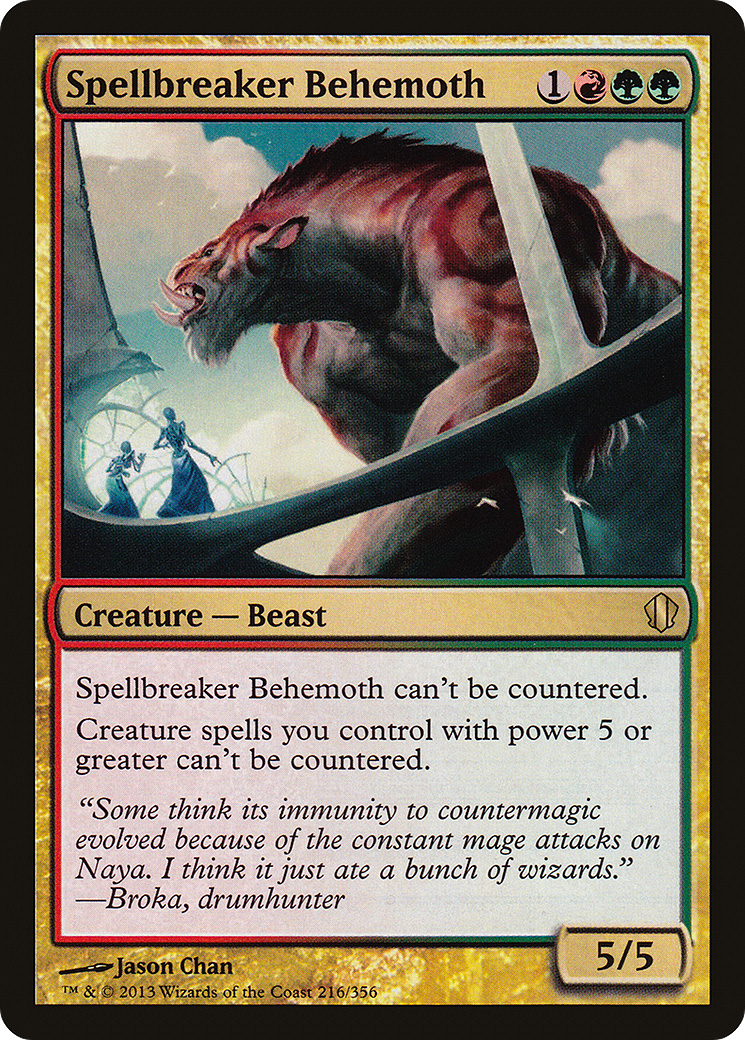 Spellbreaker Behemoth 1
Creature — Beast
Spellbreaker Behemoth can't be countered.
Creature spells you control with power 5 or
greater can't be countered.
“Some think its immunity to countermagic
evolved because of the constant mage attacks on
Naya. I think it just ate a bunch of wizards.”
—Broka, drumhunter
5/5
Jason Chan
™ & © 2013 Wizards of the Coast 216/356